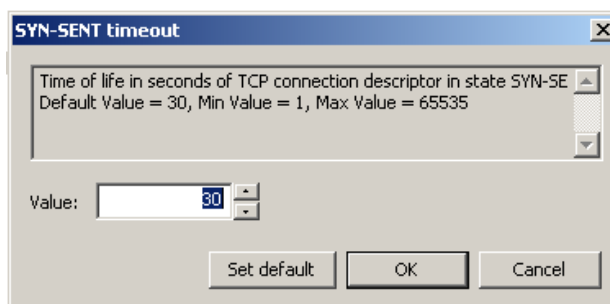 SYN-SENT timeout
Time of life in seconds of TCP connection descriptor in state SYN-SE
Default Value = 30, Min Value = 1, Max Value = 65535
Value: 30
Set default OK Cancel